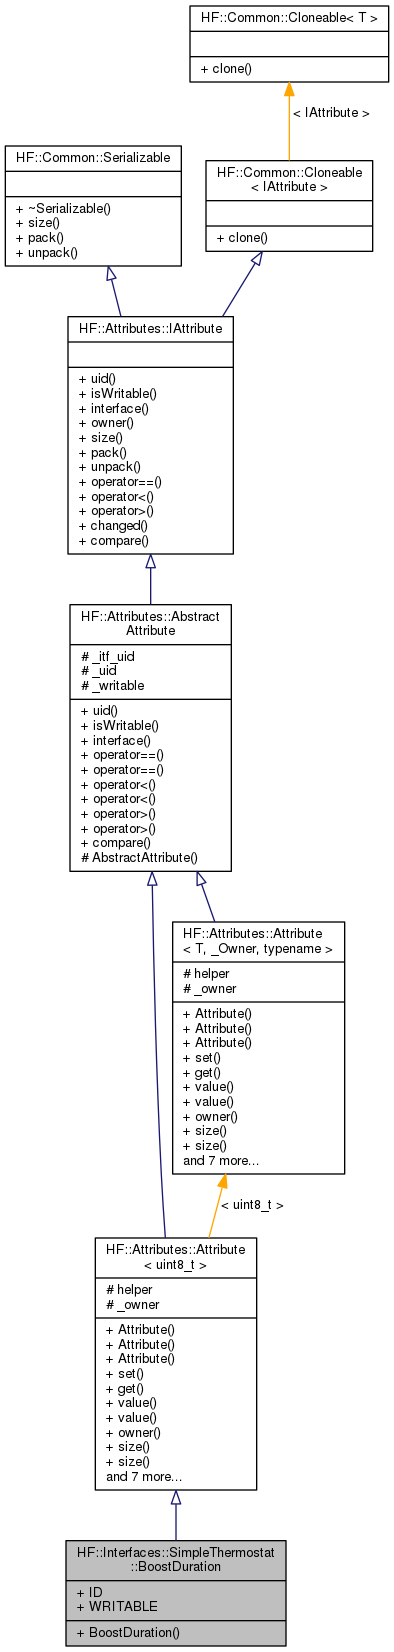 HF::Common::Cloneable< T >
+ clone()
< IAttribute >
HF::Common::Serializable
+ ~Serializable()
+ size()
+ pack()
+ unpack()
HF::Common::Cloneable
< IAttribute >
+ clone()
HF::Attributes::IAttribute
+ uid()
+ isWritable()
+ interface()
+ owner()
+ size()
+ pack()
+ unpack()
+ operator==()
+ operator<()
+ operator>()
+ changed()
+ compare()
HF::Attributes::Abstract
Attribute
# _itf_uid
# _uid
# _writable
+ uid()
+ isWritable()
+ interface()
+ operator==()
+ operator==()
+ operator<()
+ operator<()
+ operator>()
+ operator>()
+ compare()
# AbstractAttribute()
HF::Attributes::Attribute
< T, _Owner, typename >
# helper
# _owner
+ Attribute()
+ Attribute()
+ Attribute()
+ set()
+ get()
+ value()
+ value()
+ owner()
+ size()
+ size()
and 7 more...
< uint8_t >
HF::Attributes::Attribute
< uint8_t >
# helper
# _owner
+ Attribute()
+ Attribute()
+ Attribute()
+ set()
+ get()
+ value()
+ value()
+ owner()
+ size()
+ size()
and 7 more...
HF::Interfaces::SimpleThermostat
::BoostDuration
+ ID
+ WRITABLE
+ BoostDuration()